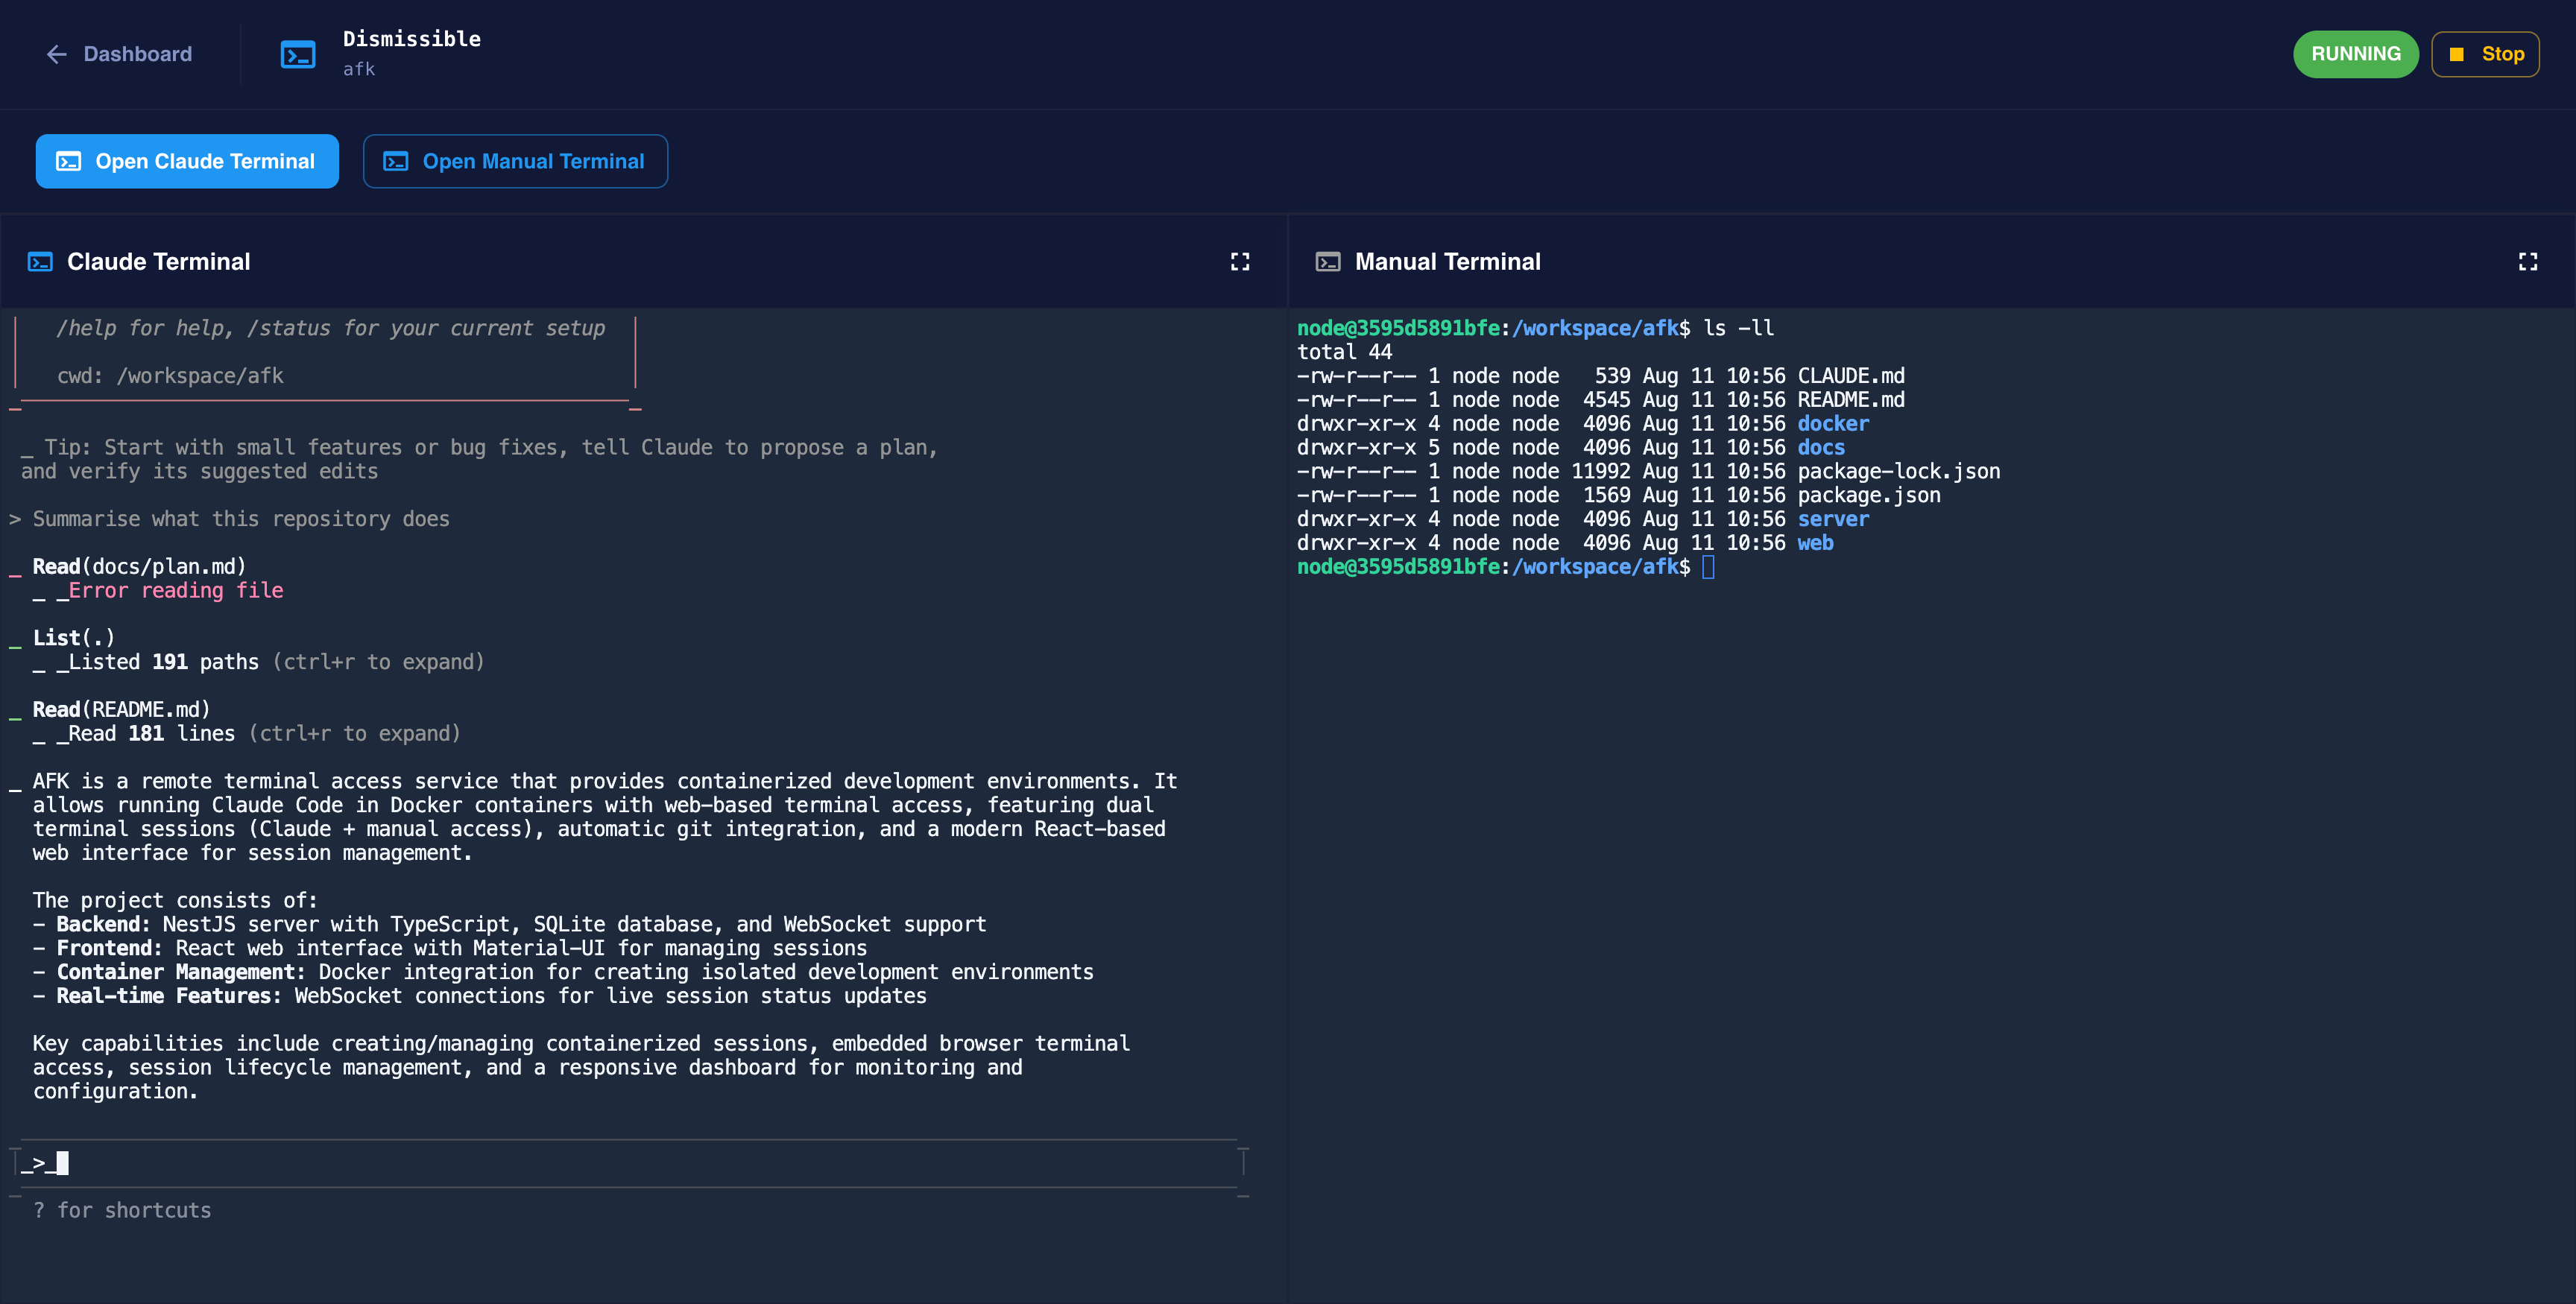 Dashboard
Dismissible
afk
RUNNING
Stop
Open Claude Terminal
Open Manual Terminal
Claude Terminal
/help for help, /status for your current setup
cwd: /workspace/afk
_ Tip: Start with small features or bug fixes, tell Claude to propose a plan,
and verify its suggested edits
> Summarise what this repository does
_ Read(docs/plan.md)
_ _Error reading file
_ List(.)
_ _Listed 191 paths (ctrl+r to expand)
_ Read(README.md)
_ _Read 181 lines (ctrl+r to expand)
_ AFK is a remote terminal access service that provides containerized development environments. It
allows running Claude Code in Docker containers with web-based terminal access, featuring dual
terminal sessions (Claude + manual access), automatic git integration, and a modern React-based
web interface for session management.
The project consists of:
- Backend: NestJS server with TypeScript, SQLite database, and WebSocket support
- Frontend: React web interface with Material-UI for managing sessions
- Container Management: Docker integration for creating isolated development environments
- Real-time Features: WebSocket connections for live session status updates
Key capabilities include creating/managing containerized sessions, embedded browser terminal
access, session lifecycle management, and a responsive dashboard for monitoring and
configuration.
_>_
? for shortcuts
Manual Terminal
node@3595d5891bfe:/workspace/afk$ ls -ll
total 44
-rw-r--r-- 1 node node   539 Aug 11 10:56 CLAUDE.md
-rw-r--r-- 1 node node  4545 Aug 11 10:56 README.md
drwxr-xr-x 4 node node  4096 Aug 11 10:56 docker
drwxr-xr-x 5 node node  4096 Aug 11 10:56 docs
-rw-r--r-- 1 node node 11992 Aug 11 10:56 package-lock.json
-rw-r--r-- 1 node node  1569 Aug 11 10:56 package.json
drwxr-xr-x 4 node node  4096 Aug 11 10:56 server
drwxr-xr-x 4 node node  4096 Aug 11 10:56 web
node@3595d5891bfe:/workspace/afk$